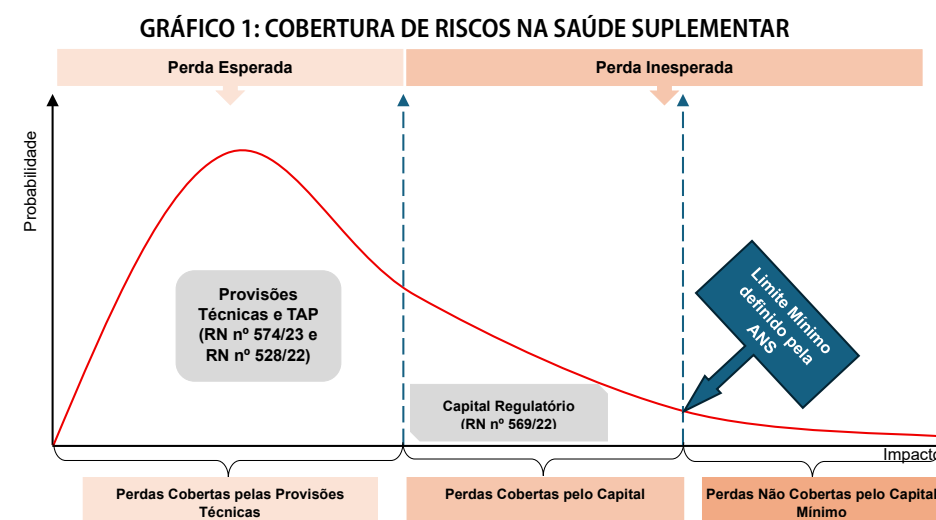 GRÁFICO 1: COBERTURA DE RISCOS NA SAÚDE SUPLEMENTAR
Perda Esperada
Perda Inesperada
Probabilidade
Provisões
Técnicas e TAP
(RN nº 574/23 e
RN nº 528/22)
Limite Mínimo
definido pela
ANS
Capital Regulatório
(RN nº 569/22)
Impacto
Perdas Cobertas pelas Provisões
Técnicas
Perdas Cobertas pelo Capital
Perdas Não Cobertas pelo Capital
Mínimo